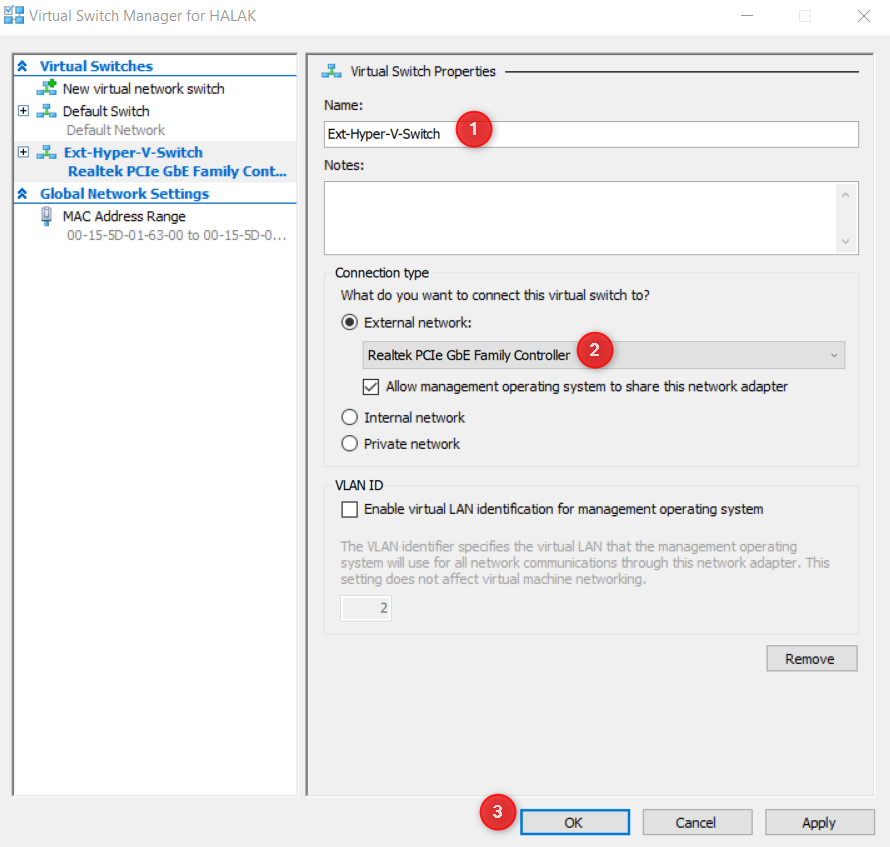 Virtual Switch Manager for HALAK
Virtual Switches
New virtual network switch
Default Switch
Default Network
Ext-Hyper-V-Switch
Realtek PCIe GbE Family Cont...
Global Network Settings
MAC Address Range
00-15-5D-01-63-00 to 00-15-5D-0...
Virtual Switch Properties
Name:
Ext-Hyper-V-Switch
1
Notes:
Connection type
What do you want to connect this virtual switch to?
External network:
Realtek PCIe GbE Family Controller
2
Allow management operating system to share this network adapter
Internal network
Private network
VLAN ID
Enable virtual LAN identification for management operating system
The VLAN identifier specifies the virtual LAN that the management operating
system will use for all network communications through this network adapter. This
setting does not affect virtual machine networking.
2
Remove
3
OK
Cancel
Apply